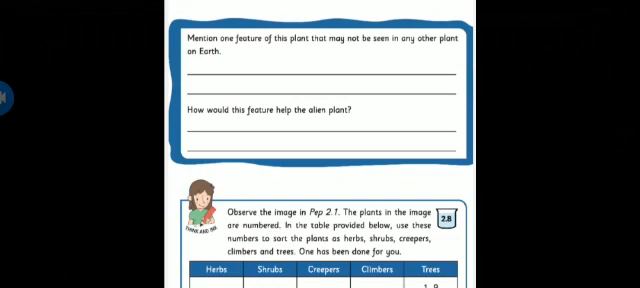 Mention one feature of this plant that may not be seen in any other plant
on Earth.
How would this feature help the alien plant?
Observe the image in Pep 2.1. The plants in the image
are numbered. In the table provided below, use these
numbers to sort the plants as herbs, shrubs, creepers,
climbers and trees. One has been done for you.
2.B
THINK AND INK
Herbs Shrubs Creepers Climbers Trees